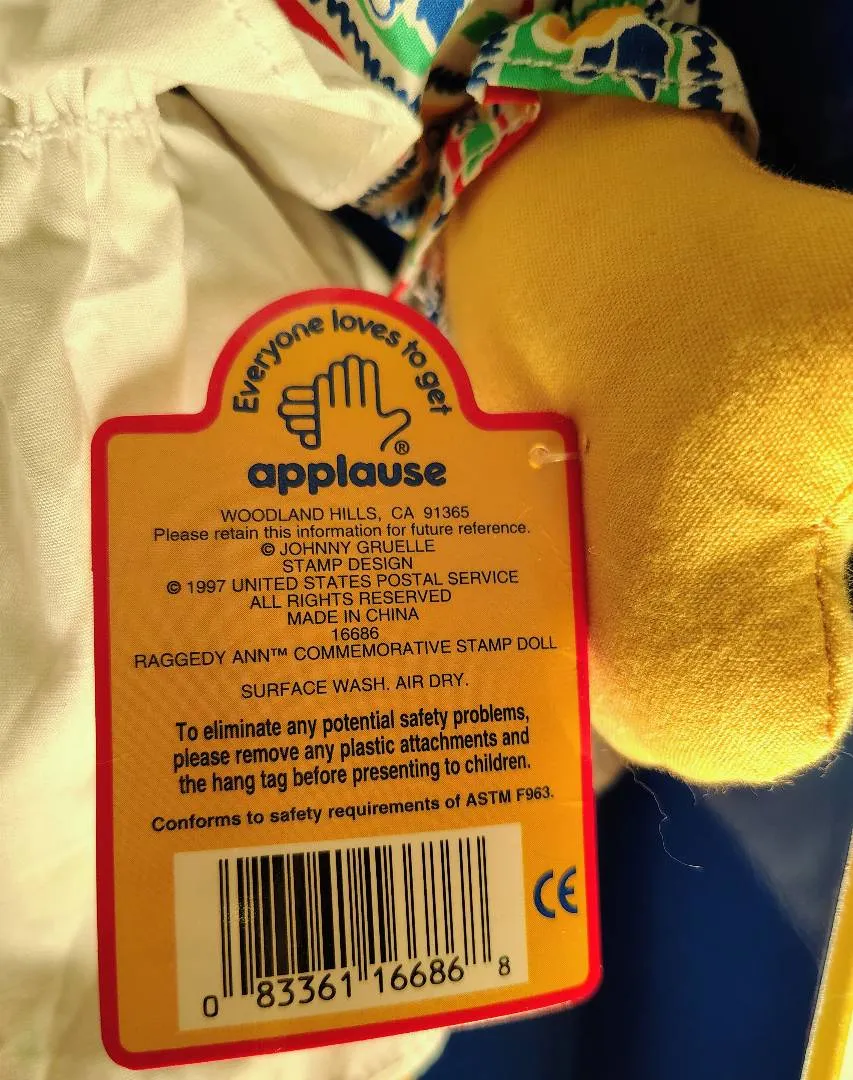 Everyone loves to get
®
applause
WOODLAND HILLS, CA 91365
Please retain this information for future reference.
© JOHNNY GRUELLE
STAMP DESIGN
© 1997 UNITED STATES POSTAL SERVICE
ALL RIGHTS RESERVED
MADE IN CHINA
16686
RAGGEDY ANN™ COMMEMORATIVE STAMP DOLL
SURFACE WASH. AIR DRY.
To eliminate any potential safety problems,
please remove any plastic attachments and
the hang tag before presenting to children.
Conforms to safety requirements of ASTM F963.
CE
0 83361 16686 8